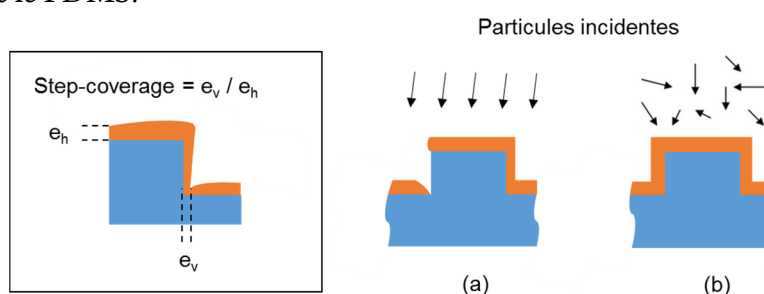 Particules incidentes
Step-coverage = ev / eh
eh
ev
(a)
(b)